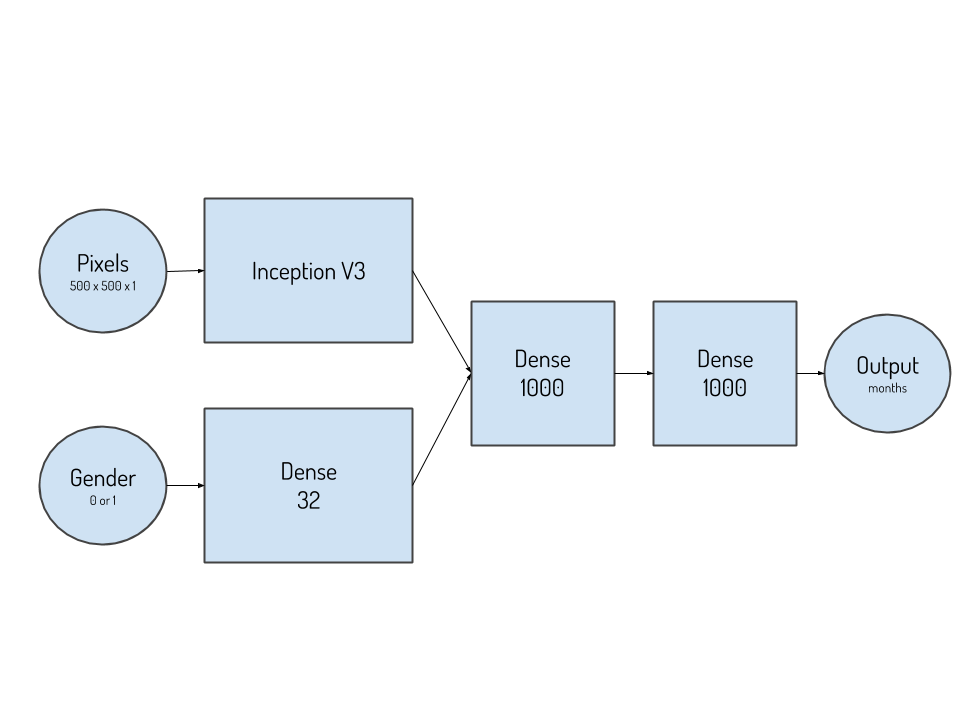 Pixels
500 x 500 x 1
Inception V3
Gender
0 or 1
Dense
32
Dense
1000
Dense
1000
Output
months